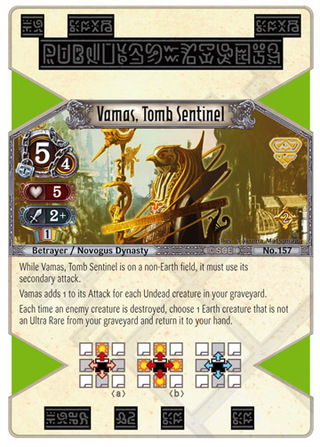 Vamas, Tomb Sentinel
5
4
5
2+
1
Betrayer / Novogus Dynasty
SCE
No.157
While Vamas, Tomb Sentinel is on a non-Earth field, it must use its
secondary attack.
Vamas adds 1 to its Attack for each Undead creature in your graveyard.
Each time an enemy creature is destroyed, choose 1 Earth creature that is not
an Ultra Rare from your graveyard and return it to your hand.
(a) (b)